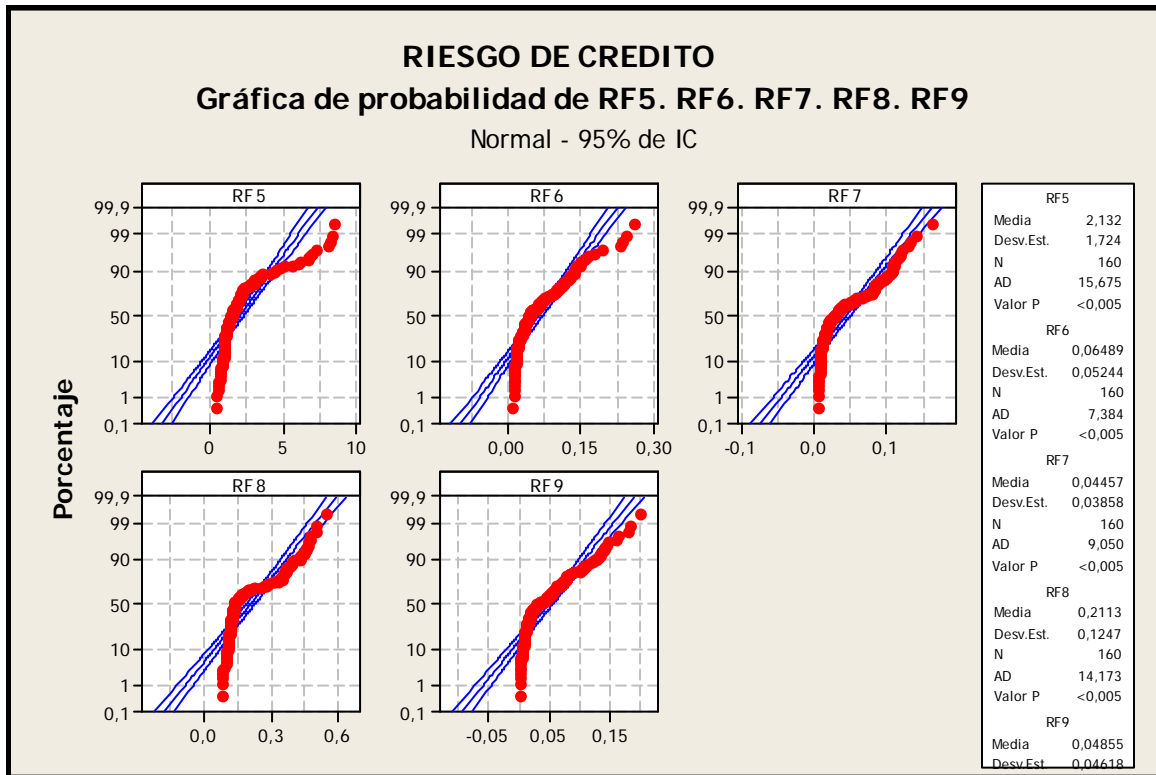 RIESGO DE CREDITO
Gráfica de probabilidad de RF5. RF6. RF7. RF8. RF9
Normal - 95% de IC
Porcentaje
RF5
99,9
99
90
50
10
1
0,1
0 5 10
RF6
99,9
99
90
50
10
1
0,1
0,00 0,15 0,30
RF7
99,9
99
90
50
10
1
0,1
-0,1 0,0 0,1
RF8
99,9
99
90
50
10
1
0,1
0,0 0,3 0,6
RF9
99,9
99
90
50
10
1
0,1
-0,05 0,05 0,15
RF5
Media 2,132
Desv.Est. 1,724
N 160
AD 15,675
Valor P <0,005
RF6
Media 0,06489
Desv.Est. 0,05244
N 160
AD 7,384
Valor P <0,005
RF7
Media 0,04457
Desv.Est. 0,03858
N 160
AD 9,050
Valor P <0,005
RF8
Media 0,2113
Desv.Est. 0,1247
N 160
AD 14,173
Valor P <0,005
RF9
Media 0,04855
Desv.Est. 0,04618